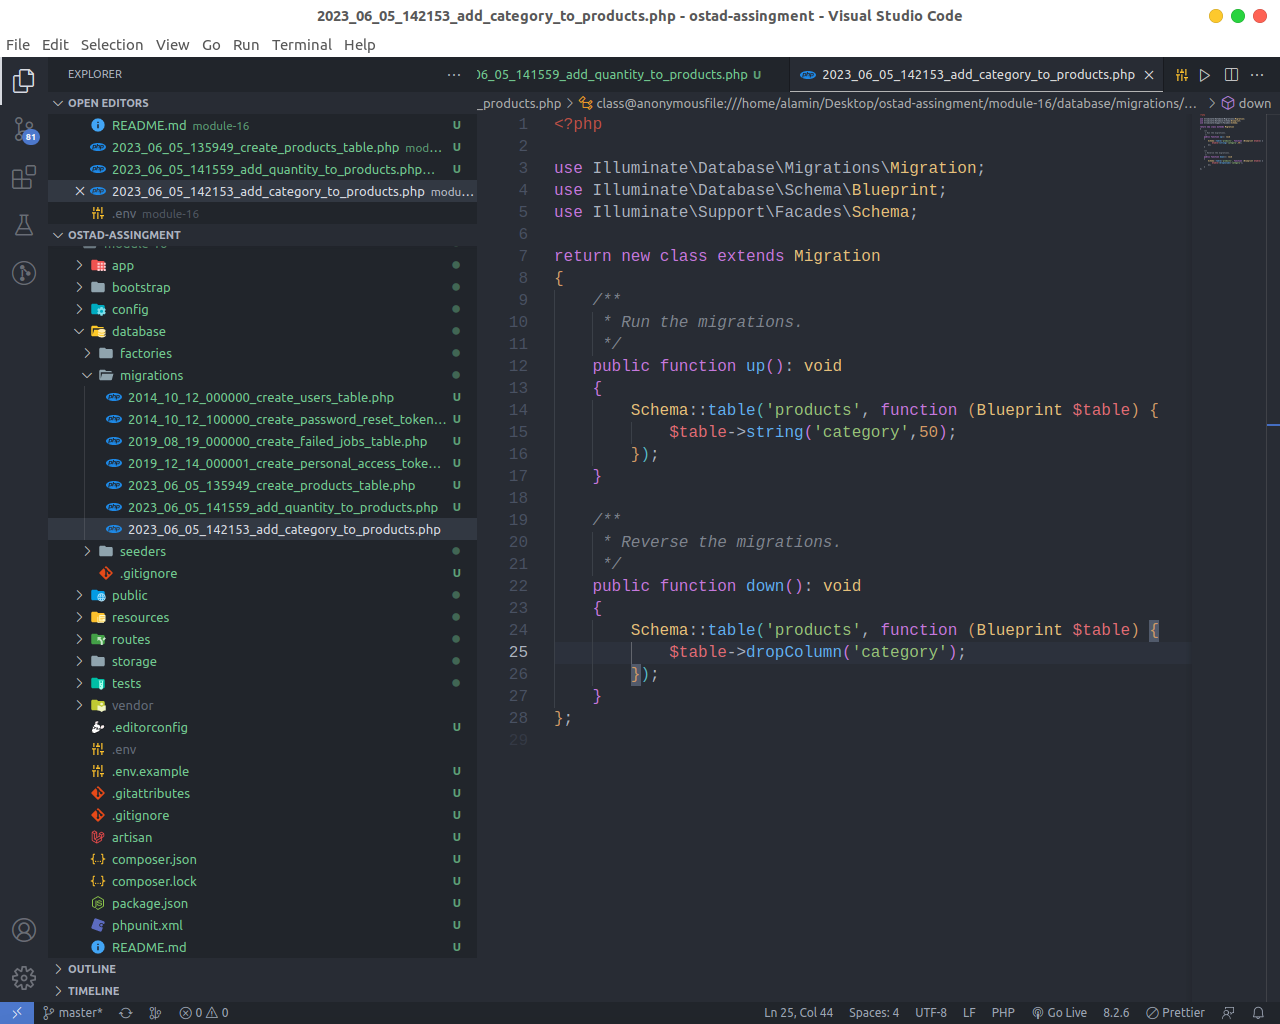 2023_06_05_142153_add_category_to_products.php - ostad-assingment - Visual Studio Code
File Edit Selection View Go Run Terminal Help
EXPLORER
OPEN EDITORS
README.md module-16 U
2023_06_05_135949_create_products_table.php mod... U
2023_06_05_141559_add_quantity_to_products.php... U
2023_06_05_142153_add_category_to_products.php modu...
.env module-16
OSTAD-ASSINGMENT
app
bootstrap
config
database
factories
migrations
2014_10_12_000000_create_users_table.php U
2014_10_12_100000_create_password_reset_token... U
2019_08_19_000000_create_failed_jobs_table.php U
2019_12_14_000001_create_personal_access_toke... U
2023_06_05_135949_create_products_table.php U
2023_06_05_141559_add_quantity_to_products.php U
2023_06_05_142153_add_category_to_products.php
seeders
.gitignore U
public
resources
routes
storage
tests
vendor
.editorconfig U
.env
.env.example U
.gitattributes U
.gitignore U
artisan U
composer.json U
composer.lock U
package.json U
phpunit.xml U
README.md U
OUTLINE
TIMELINE
81
06_05_141559_add_quantity_to_products.php U
2023_06_05_142153_add_category_to_products.php
_products.php > class@anonymousfile:///home/alamin/Desktop/ostad-assingment/module-16/database/migrations/... > down
1 <?php
2
3 use Illuminate\Database\Migrations\Migration;
4 use Illuminate\Database\Schema\Blueprint;
5 use Illuminate\Support\Facades\Schema;
6
7 return new class extends Migration
8 {
9     /**
10      * Run the migrations.
11      */
12     public function up(): void
13     {
14         Schema::table('products', function (Blueprint $table) {
15             $table->string('category',50);
16         });
17     }
18
19     /**
20      * Reverse the migrations.
21      */
22     public function down(): void
23     {
24         Schema::table('products', function (Blueprint $table) {
25             $table->dropColumn('category');
26         });
27     }
28 };
29
master* 0 0 Ln 25, Col 44 Spaces: 4 UTF-8 LF PHP Go Live 8.2.6 Prettier